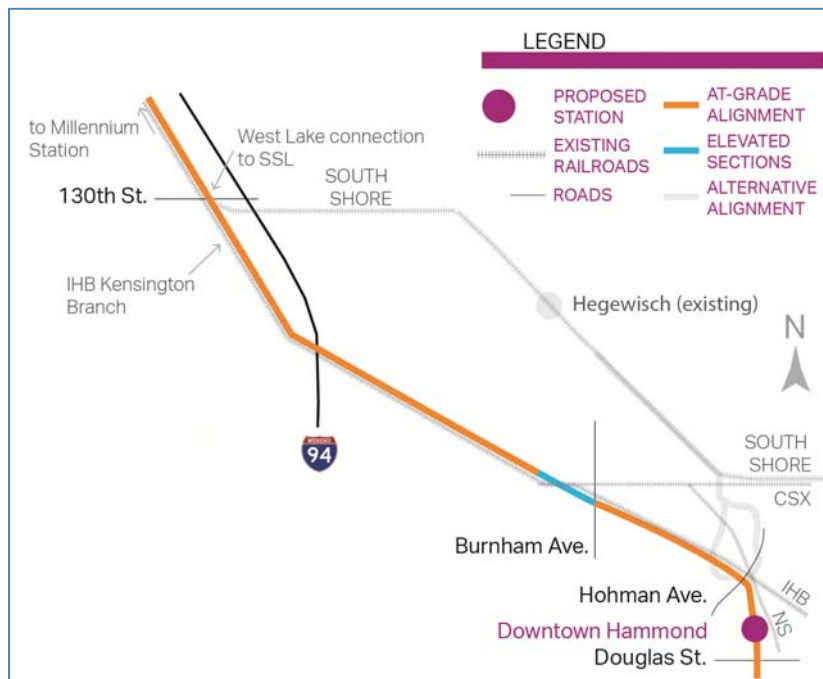 LEGEND
PROPOSED
STATION
AT-GRADE
ALIGNMENT
EXISTING
RAILROADS
ELEVATED
SECTIONS
ROADS
ALTERNATIVE
ALIGNMENT
to Millennium
Station
West Lake connection
to SSL
SOUTH
SHORE
130th St.
IHB Kensington
Branch
Hegewisch (existing)
N
94
SOUTH
SHORE
CSX
Burnham Ave.
Hohman Ave.
IHB
NS
Downtown Hammond
Douglas St.